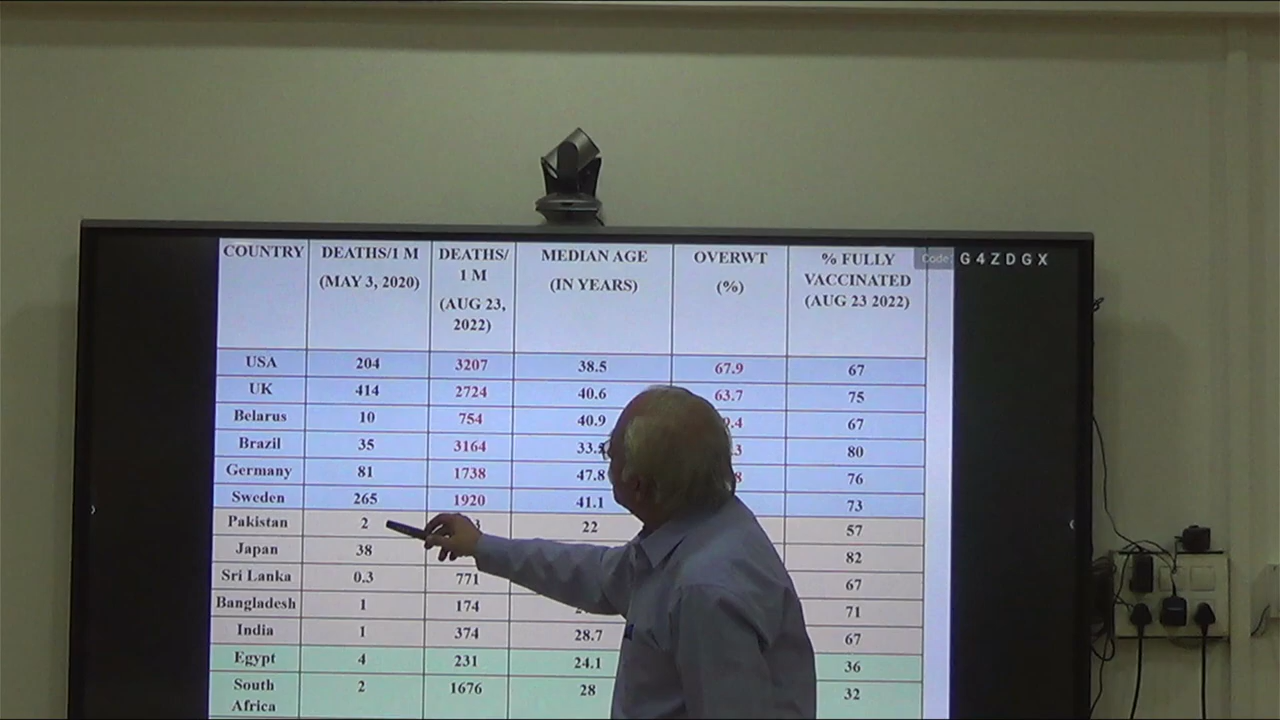 COUNTRY DEATHS/1 M (MAY 3, 2020) DEATHS/ 1 M (AUG 23, 2022) MEDIAN AGE (IN YEARS) OVERWT (%) % FULLY VACCINATED (AUG 23 2022)
Code: G4ZDGX
USA 204 3207 38.5 67.9 67
UK 414 2724 40.6 63.7 75
Belarus 10 754 40.9 67
Brazil 35 3164 80
Germany 81 1738 47.8 76
Sweden 265 1920 41.1 73
Pakistan 2 22 57
Japan 38 82
Sri Lanka 0.3 771 67
Bangladesh 1 174 71
India 1 374 28.7 67
Egypt 4 231 24.1 36
South Africa 2 1676 28 32